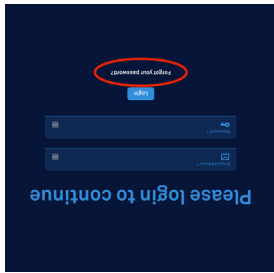 Please login to continue
Email Address *
Password *
Login
Forgot your password?